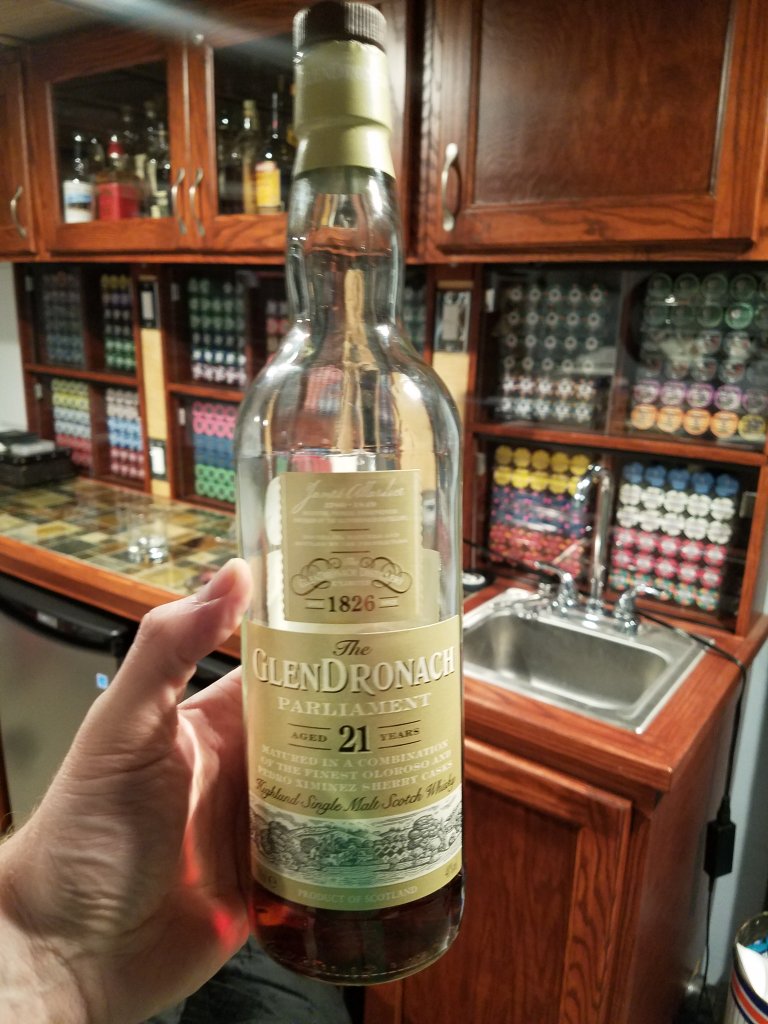 James Allardice
1826
The
GLENDRONACH
PARLIAMENT
AGED 21 YEARS
MATURED IN A COMBINATION
OF THE FINEST OLOROSO AND
PEDRO XIMINEZ SHERRY CASKS
Highland Single Malt Scotch Whisky
PRODUCT OF SCOTLAND